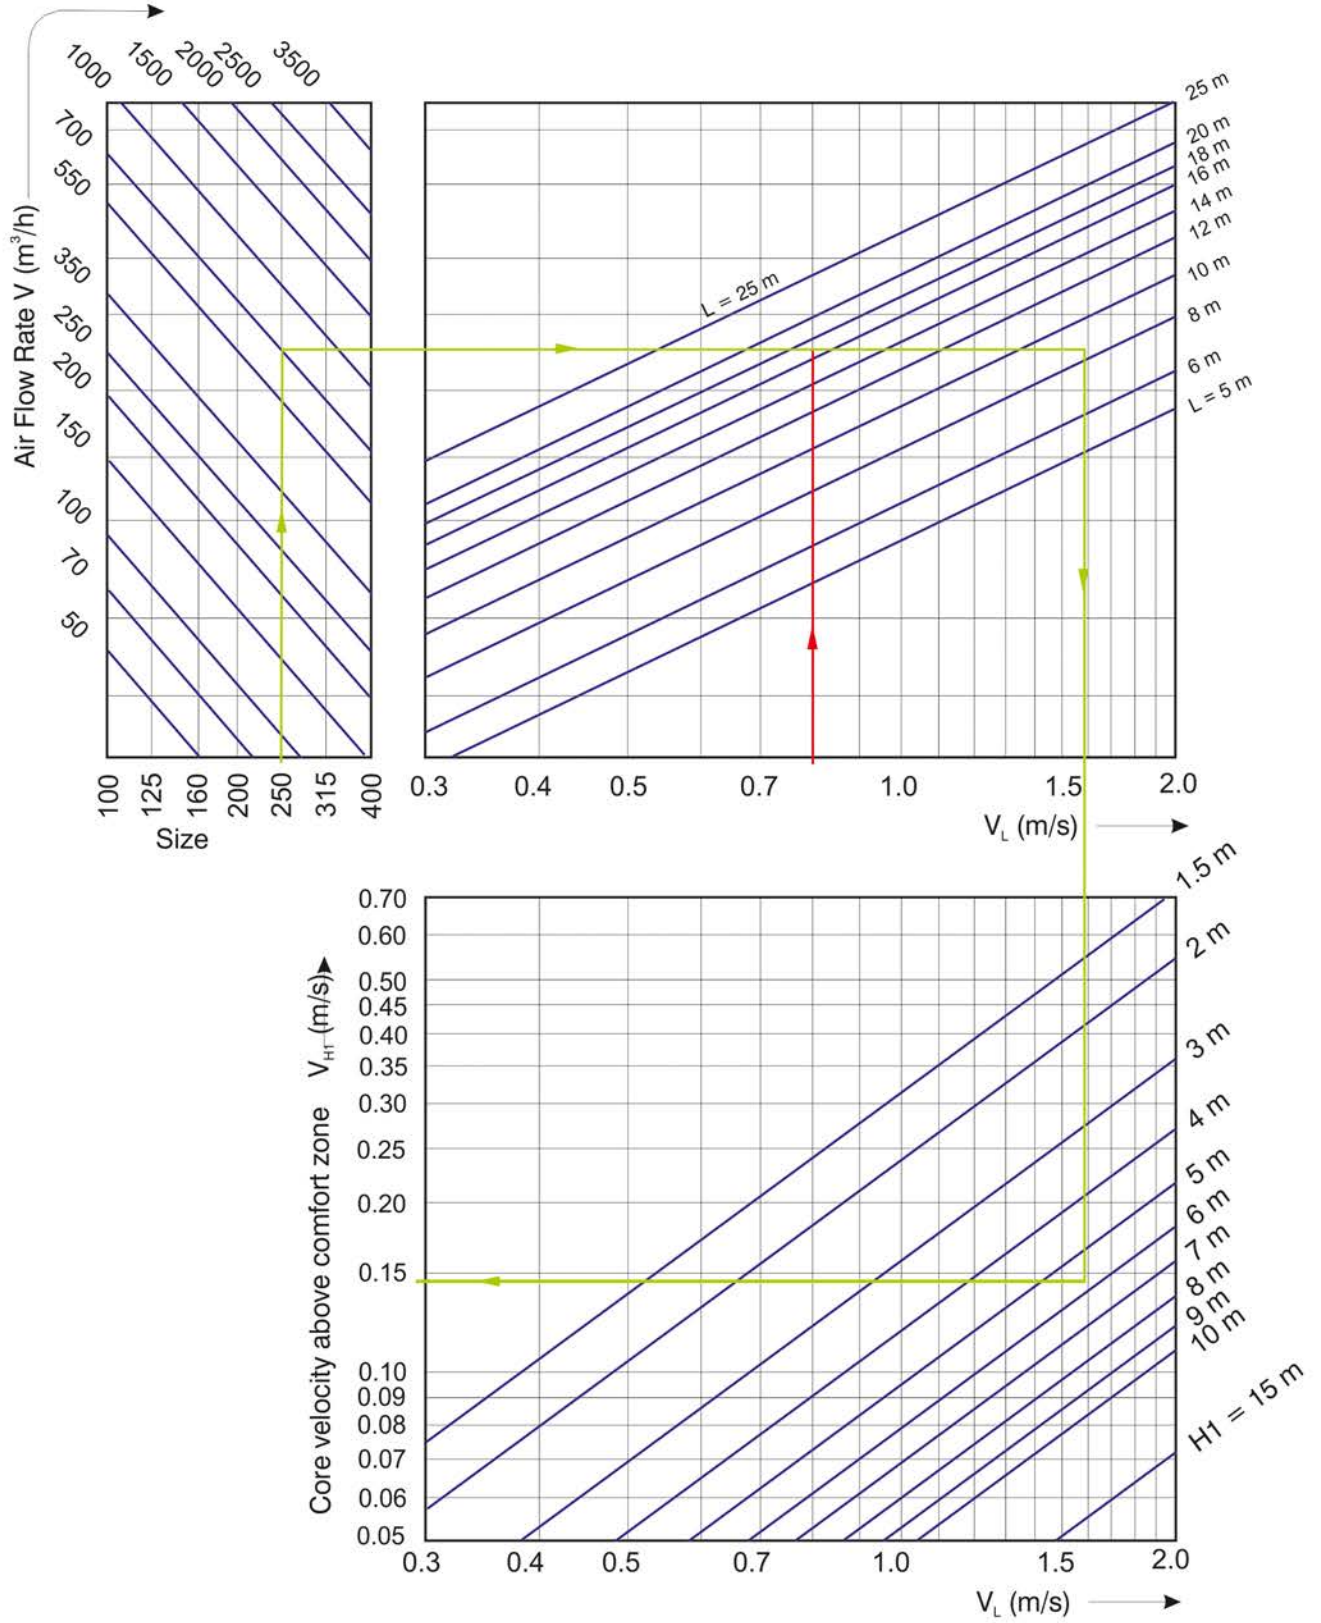 1000
1500
2000
2500
3500
700
550
350
250
200
150
100
70
50
Air Flow Rate V (m³/h)
100
125
160
200
250
315
400
Size
25 m
20 m
18 m
16 m
14 m
12 m
10 m
8 m
6 m
L = 5 m
L = 25 m
0.3 0.4 0.5 0.7 1.0 1.5 2.0
V_L (m/s)
1.5 m
2 m
3 m
4 m
5 m
6 m
7 m
8 m
9 m
10 m
H1 = 15 m
0.70
0.60
0.50
0.45
0.40
0.35
0.30
0.25
0.20
0.15
0.10
0.09
0.08
0.07
0.06
0.05
Core velocity above comfort zone V_H1 (m/s)
0.3 0.4 0.5 0.7 1.0 1.5 2.0
V_L (m/s)